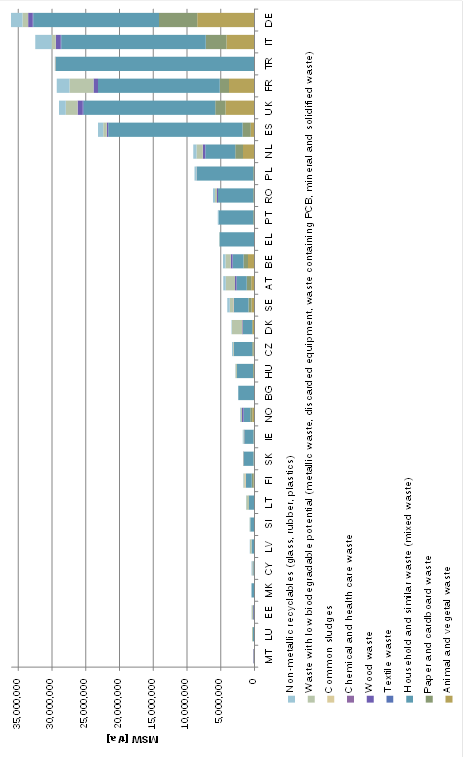 35,000,000
30,000,000
25,000,000
20,000,000
15,000,000
10,000,000
5,000,000
0
MSW [t/a]
MT LU EE MK CY LV SI LT FI SK IE NO BG HU CZ DK SE AT BE EL PT RO PL NL ES UK FR TR IT DE
Non-metallic recyclables (glass, rubber, plastics)
Waste with low biodegradable potential (metallic waste, discarded equipment, waste containing PCB, mineral and solidified waste)
Common sludges
Chemical and health care waste
Wood waste
Textile waste
Household and similar waste (mixed waste)
Paper and cardboard waste
Animal and vegetal waste